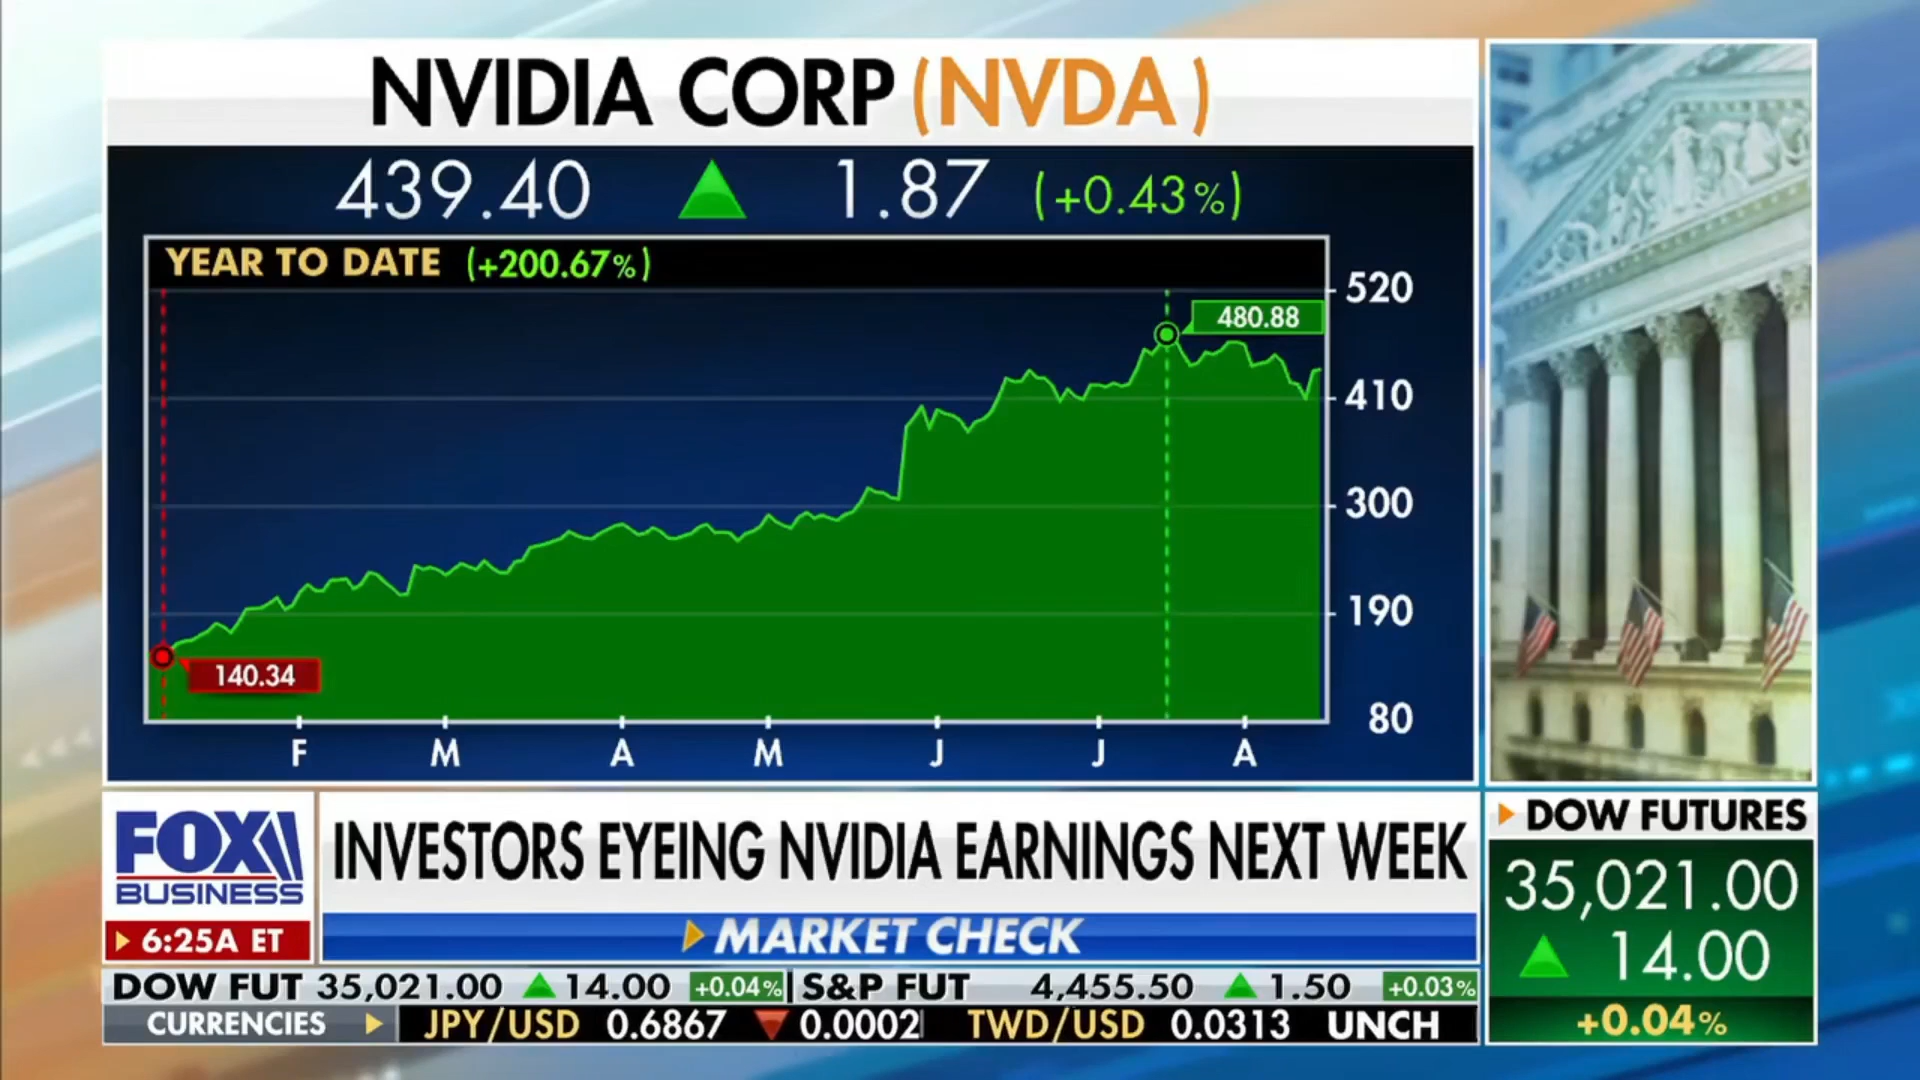 NVIDIA CORP (NVDA)
439.40 1.87 (+0.43%)
YEAR TO DATE (+200.67%)
520
480.88
410
300
190
140.34
80
F M A M J J A
FOX BUSINESS
6:25A ET
INVESTORS EYEING NVIDIA EARNINGS NEXT WEEK
MARKET CHECK
DOW FUTURES
35,021.00
14.00
+0.04%
DOW FUT 35,021.00 14.00 +0.04% S&P FUT 4,455.50 1.50 +0.03%
CURRENCIES JPY/USD 0.6867 0.0002 TWD/USD 0.0313 UNCH